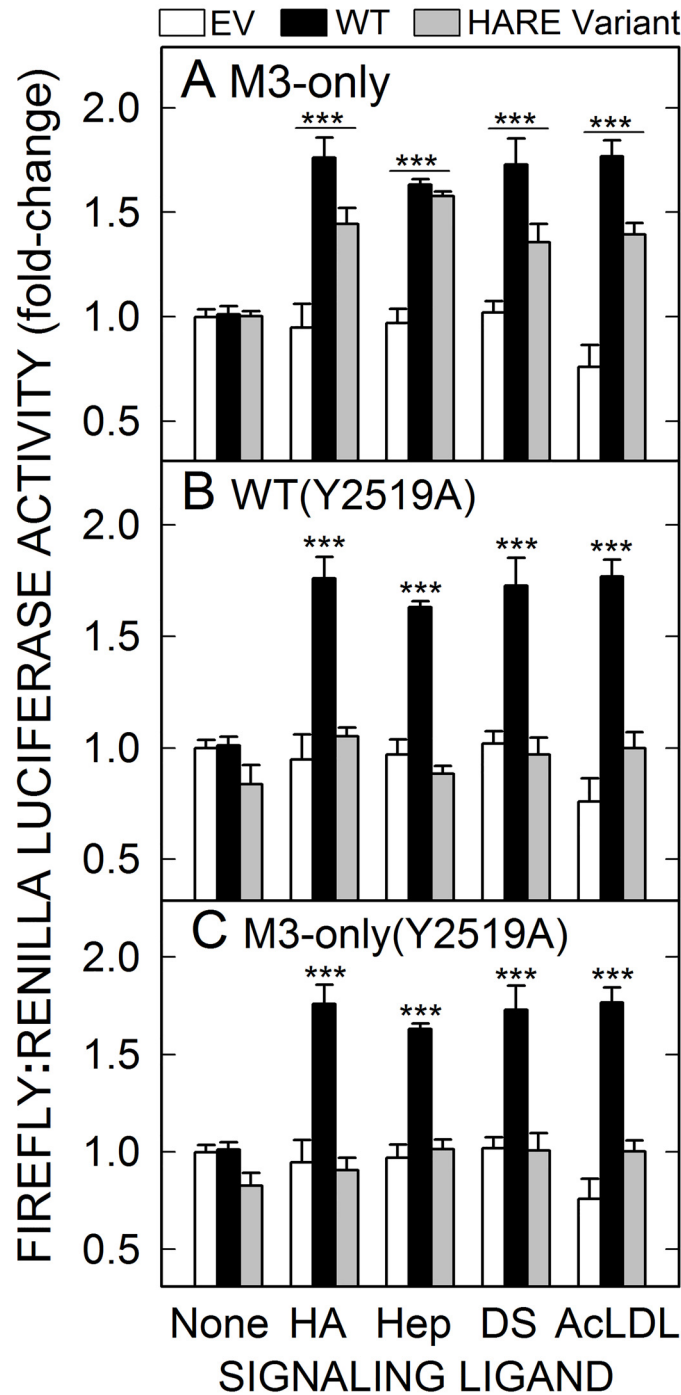 EV WT HARE Variant
FIREFLY:RENILLA LUCIFERASE ACTIVITY (fold-change)
A M3-only
*** *** *** ***
2.0
1.5
1.0
0.5
B WT(Y2519A)
*** *** *** ***
2.0
1.5
1.0
0.5
C M3-only(Y2519A)
*** *** *** ***
2.0
1.5
1.0
0.5
None HA Hep DS AcLDL
SIGNALING LIGAND